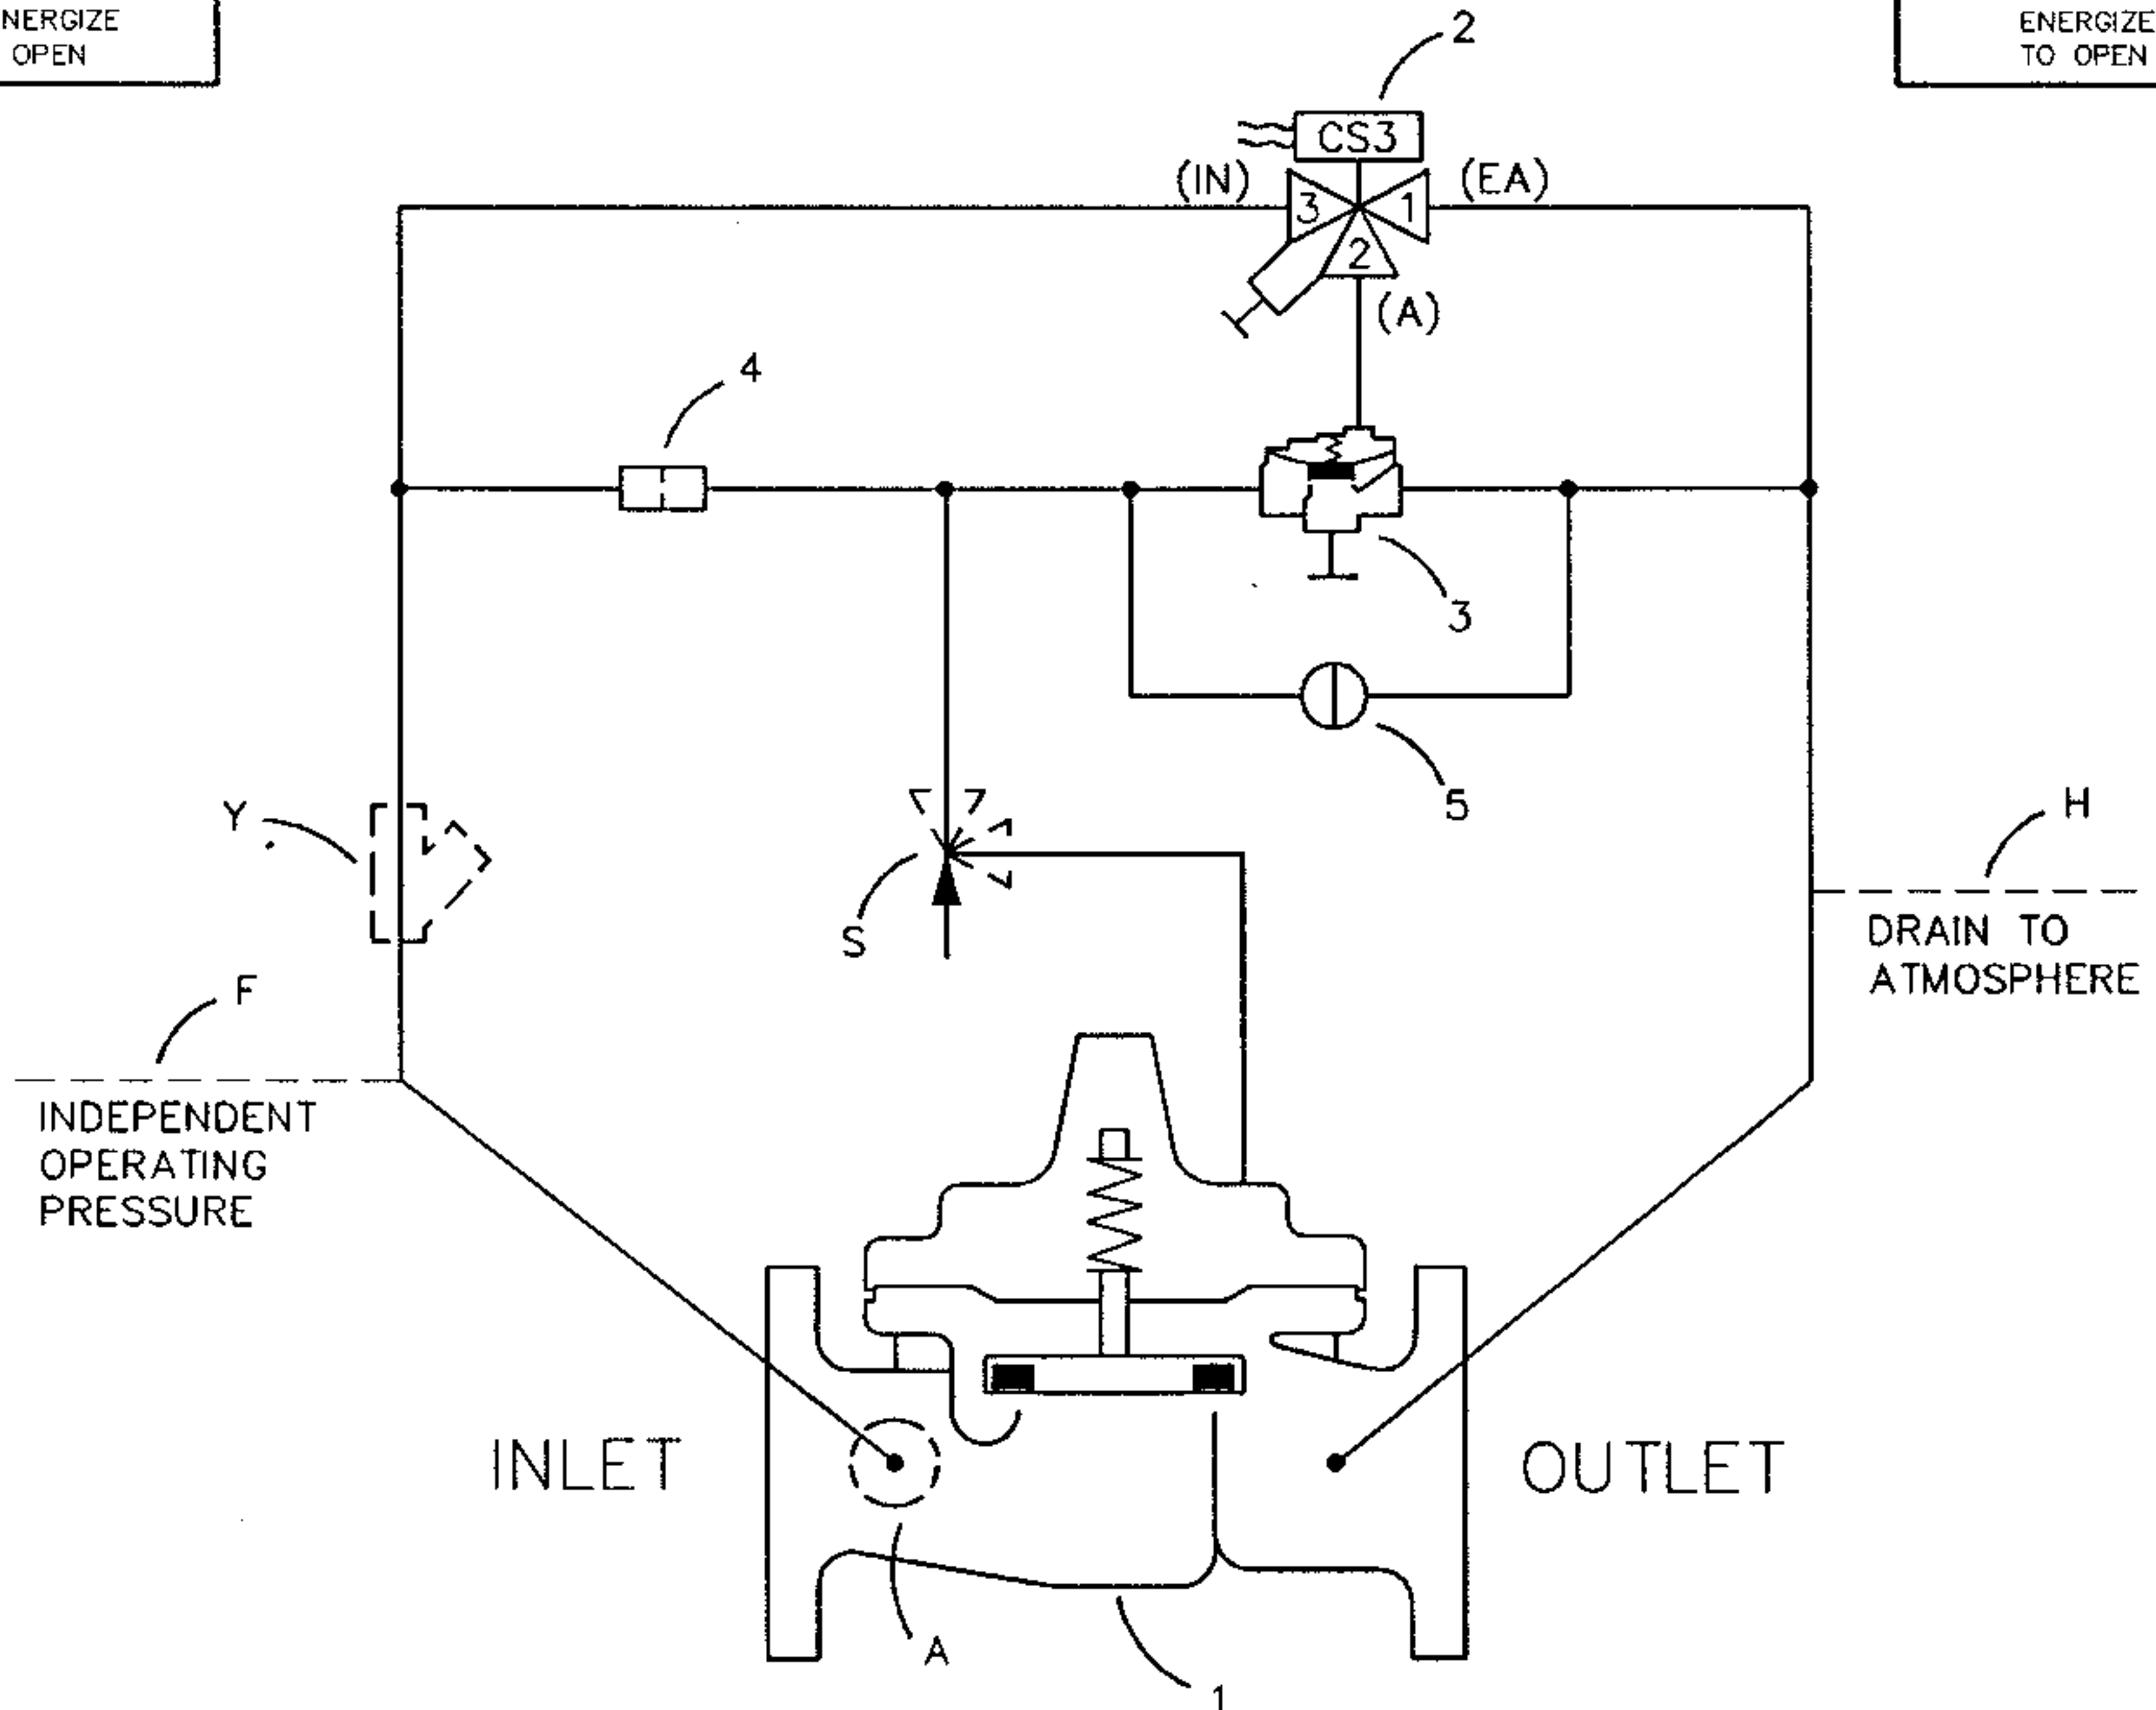 NERGIZE
OPEN
ENERGIZE
TO OPEN
2
CS3
(IN)
(EA)
3
1
2
(A)
4
3
5
Y
S
H
DRAIN TO
ATMOSPHERE
F
INDEPENDENT
OPERATING
PRESSURE
INLET
OUTLET
A
1